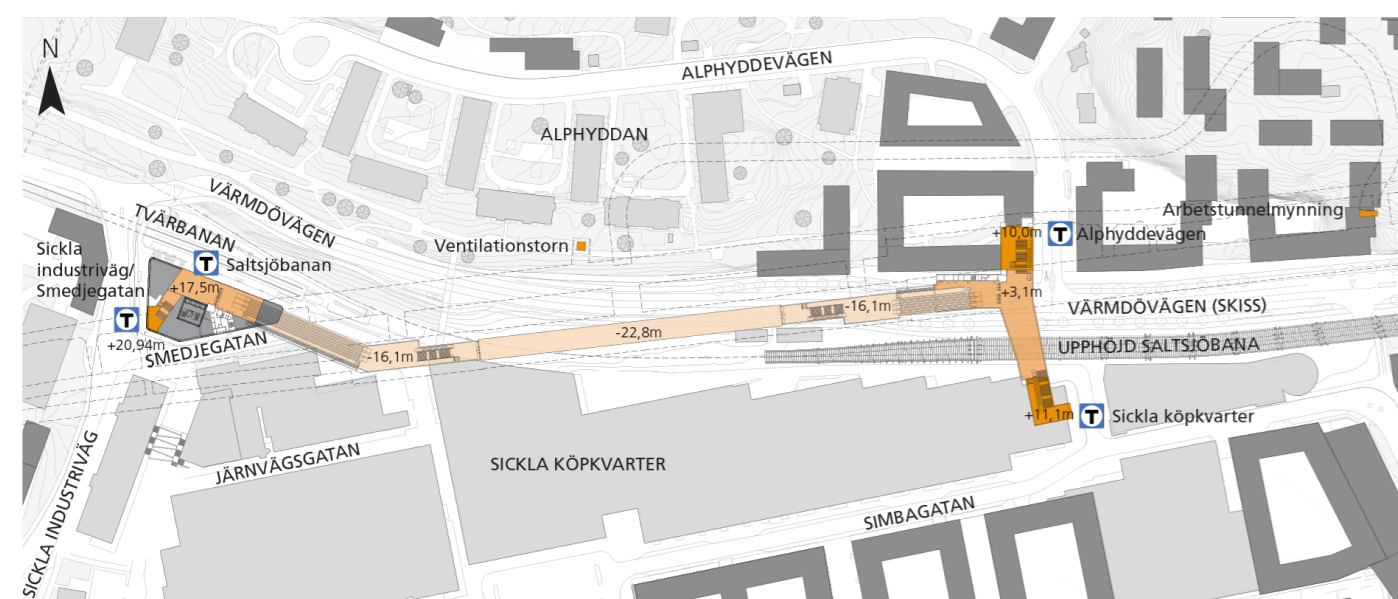 N
ALPHYDDEVÄGEN
ALPHYDDAN
VÄRMDÖVÄGEN
TVÄRBANAN
Arbetstunnelmynning
Sickla
industriväg/
Smedjegatan
T
Saltsjöbanan
Ventilationstorn
+10,0m
T
Alphyddevägen
+17,5m
+3,1m
T
+20,94m
SMEDJEGATAN
-16,1m
-22,8m
-16,1m
VÄRMDÖVÄGEN (SKISS)
UPPHÖJD SALTSJÖBANA
+11,1m
T
Sickla köpkvarter
SICKLA INDUSTRIVÄG
JÄRNVÄGSGATAN
SICKLA KÖPKVARTER
SIMBAGATAN